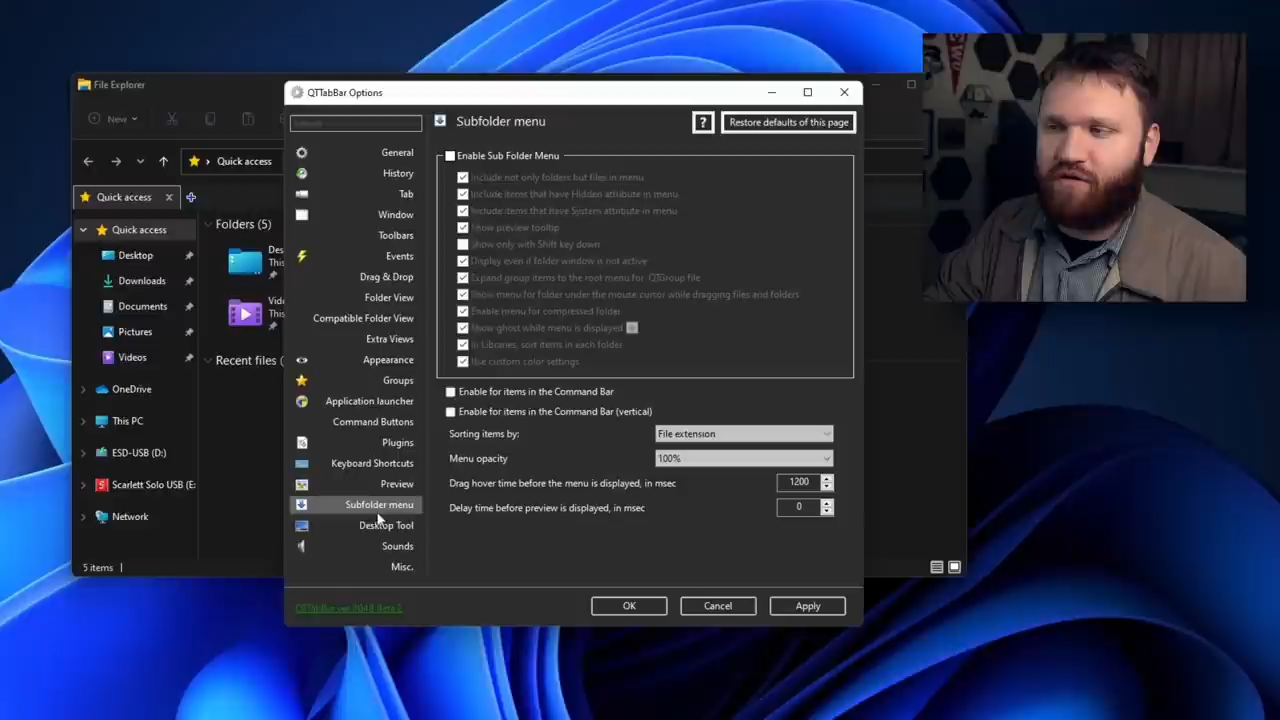 File Explorer
New
Quick access
Quick access
Quick access
Desktop
Downloads
Documents
Pictures
Videos
OneDrive
This PC
ESD-USB (D:)
Scarlett Solo USB (E:
Network
5 items
Folders (5)
Des
This
Vid
This
Recent files (
QTTabBar Options
General
History
Tab
Window
Toolbars
Events
Drag & Drop
Folder View
Compatible Folder View
Extra Views
Appearance
Groups
Application launcher
Command Buttons
Plugins
Keyboard Shortcuts
Preview
Subfolder menu
Desktop Tool
Sounds
Misc.
Subfolder menu
?
Restore defaults of this page
Enable Sub Folder Menu
Include not only folders but files in menu
Include items that have Hidden attribute in menu
Include items that have System attribute in menu
Show preview tooltip
Show only with Shift key down
Display even if folder window is not active
Expand group items to the root menu for .QTGroup file
Show menu for folder under the mouse cursor while dragging files and folders
Enable menu for compressed folder
Show ghost while menu is displayed
In Libraries, sort items in each folder
Use custom color settings
Enable for items in the Command Bar
Enable for items in the Command Bar (vertical)
Sorting items by: File extension
Menu opacity 100%
Drag hover time before the menu is displayed, in msec 1200
Delay time before preview is displayed, in msec 0
QTTabBar ver 2048 Beta 2
OK
Cancel
Apply